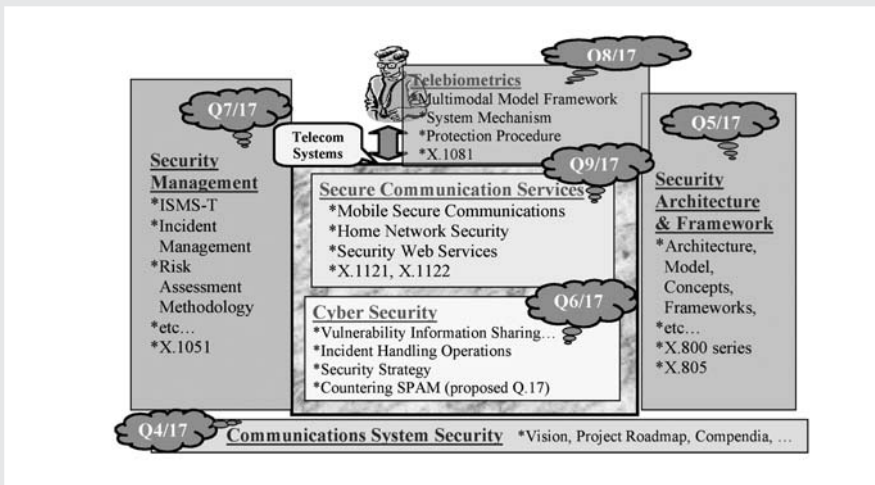 Q8/17
Telebiometrics
*Multimodal Model Framework
*System Mechanism
*Protection Procedure
*X.1081
Q7/17
Security
Management
*ISMS-T
*Incident
Management
*Risk
Assessment
Methodology
*etc…
*X.1051
Telecom
Systems
Q9/17
Secure Communication Services
*Mobile Secure Communications
*Home Network Security
*Security Web Services
*X.1121, X.1122
Q6/17
Cyber Security
*Vulnerability Information Sharing…
*Incident Handling Operations
*Security Strategy
*Countering SPAM (proposed Q.17)
Q5/17
Security
Architecture
& Framework
*Architecture,
Model,
Concepts,
Frameworks,
*etc…
*X.800 series
*X.805
Q4/17
Communications System Security *Vision, Project Roadmap, Compendia, …